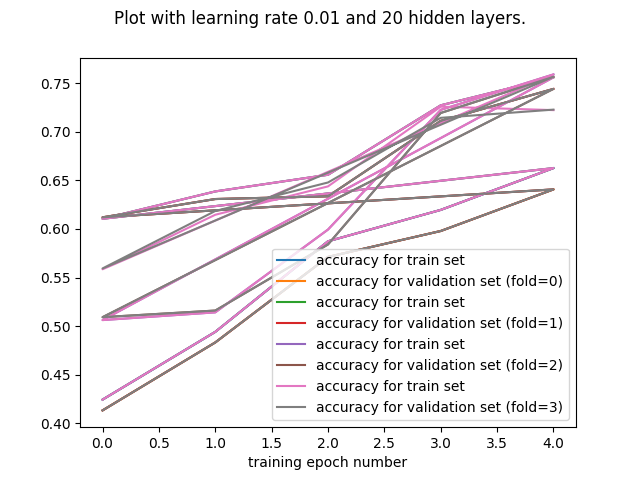 Plot with learning rate 0.01 and 20 hidden layers.
0.75
0.70
0.65
0.60
0.55
0.50
0.45
0.40
accuracy for train set
accuracy for validation set (fold=0)
accuracy for train set
accuracy for validation set (fold=1)
accuracy for train set
accuracy for validation set (fold=2)
accuracy for train set
accuracy for validation set (fold=3)
0.0 0.5 1.0 1.5 2.0 2.5 3.0 3.5 4.0
training epoch number